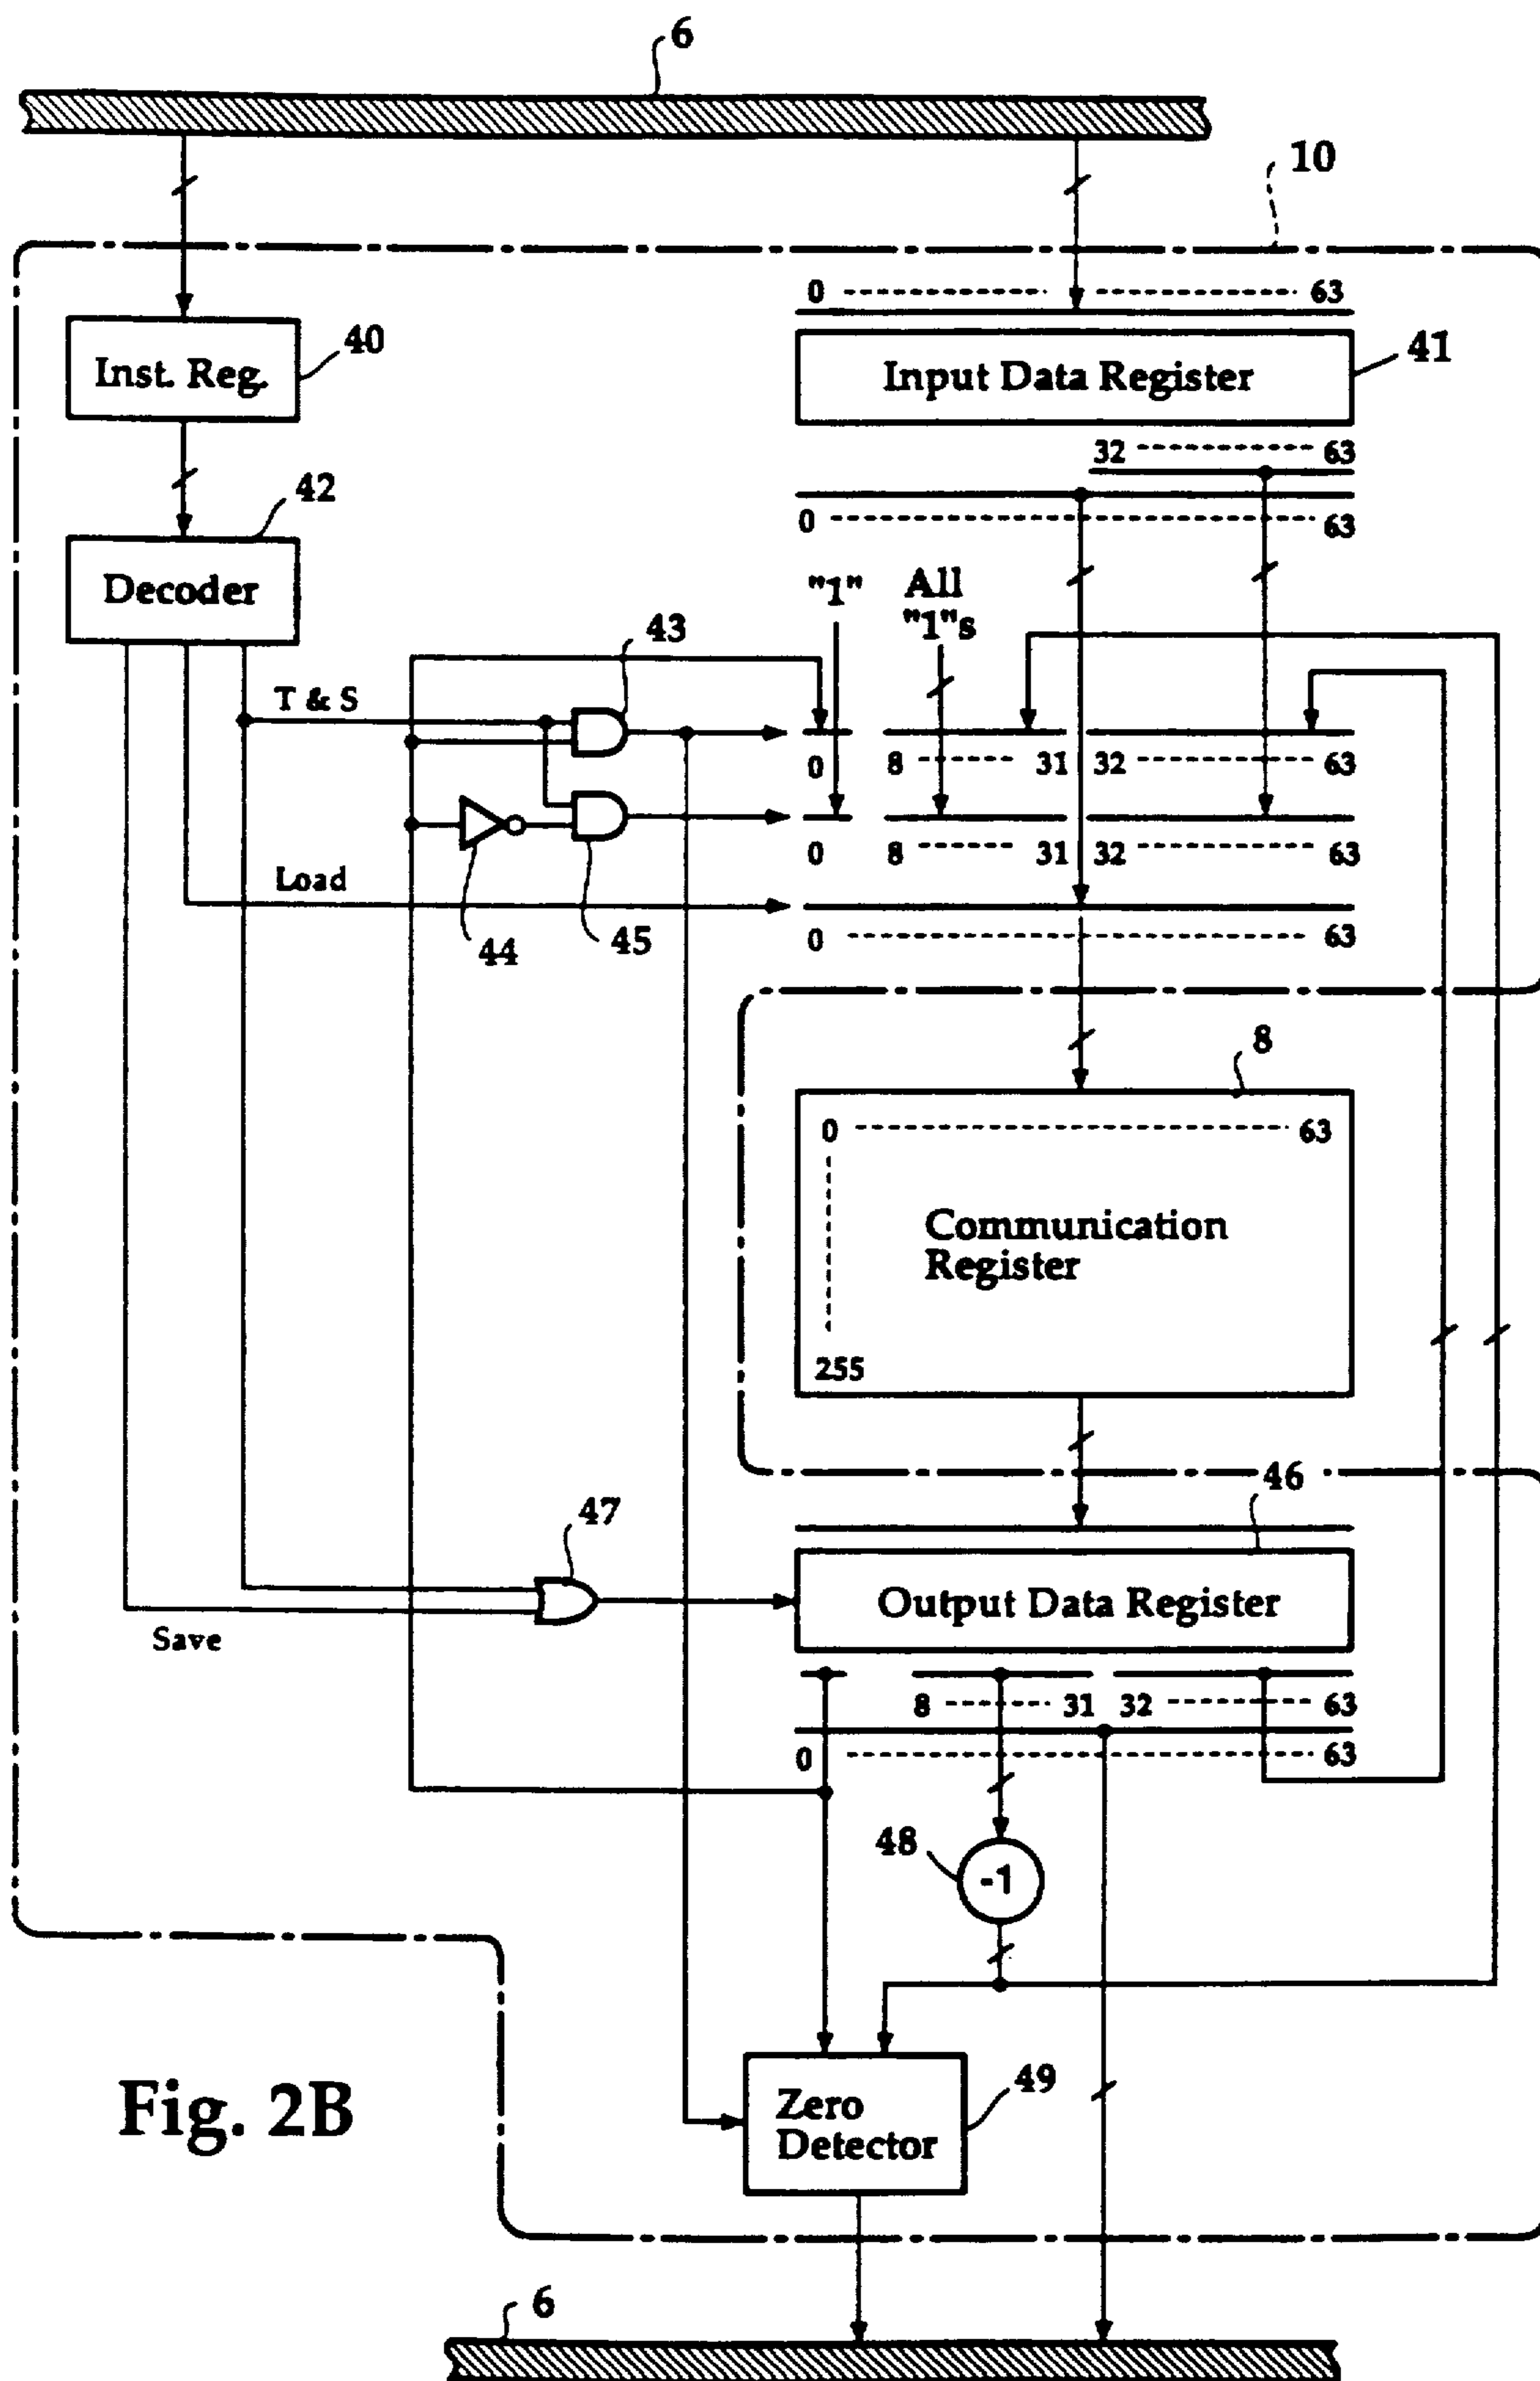 6
10
0 63
Inst. Reg.
40
Input Data Register
41
32 63
0 63
42
Decoder
"1"
All
"1"s
43
T & S
0 8 31 32 63
0 8 31 32 63
Load
44
45
0 63
8
0 63
Communication
Register
255
46
47
Output Data Register
Save
8 31 32 63
0 63
48
-1
49
Zero
Detector
Fig. 2B
6